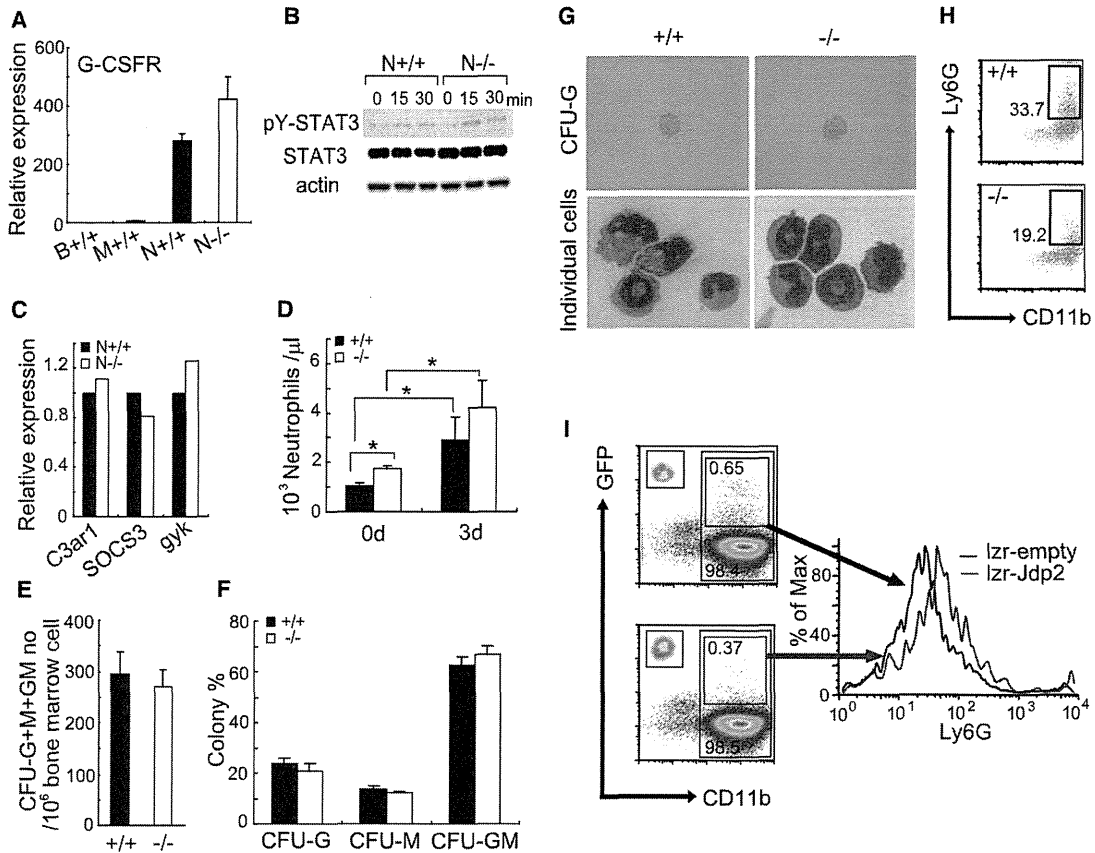 A
Relative expression
600
400
200
0
G-CSFR
B+/+
M+/+
N+/+
N-/-
B
N+/+
N-/-
0 15 30 0 15 30 min
pY-STAT3
STAT3
actin
C
Relative expression
N+/+
N-/-
1.2
0.8
0.4
0
C3ar1
SOCS3
gyk
D
10³ Neutrophils /μl
+/+
-/-
6
4
2
0
*
*
*
0d
3d
E
CFU-G+M+GM no
/10⁶ bone marrow cell
400
300
200
100
0
+/+
-/-
F
Colony %
+/+
-/-
80
60
40
20
0
CFU-G
CFU-M
CFU-GM
G
+/+
-/-
CFU-G
Individual cells
H
Ly6G
+/+
33.7
-/-
19.2
CD11b
I
GFP
0.65
98.4
0.37
98.5
CD11b
% of Max
80
40
0
10⁰
10¹
10²
10³
10⁴
Ly6G
lzr-empty
lzr-Jdp2